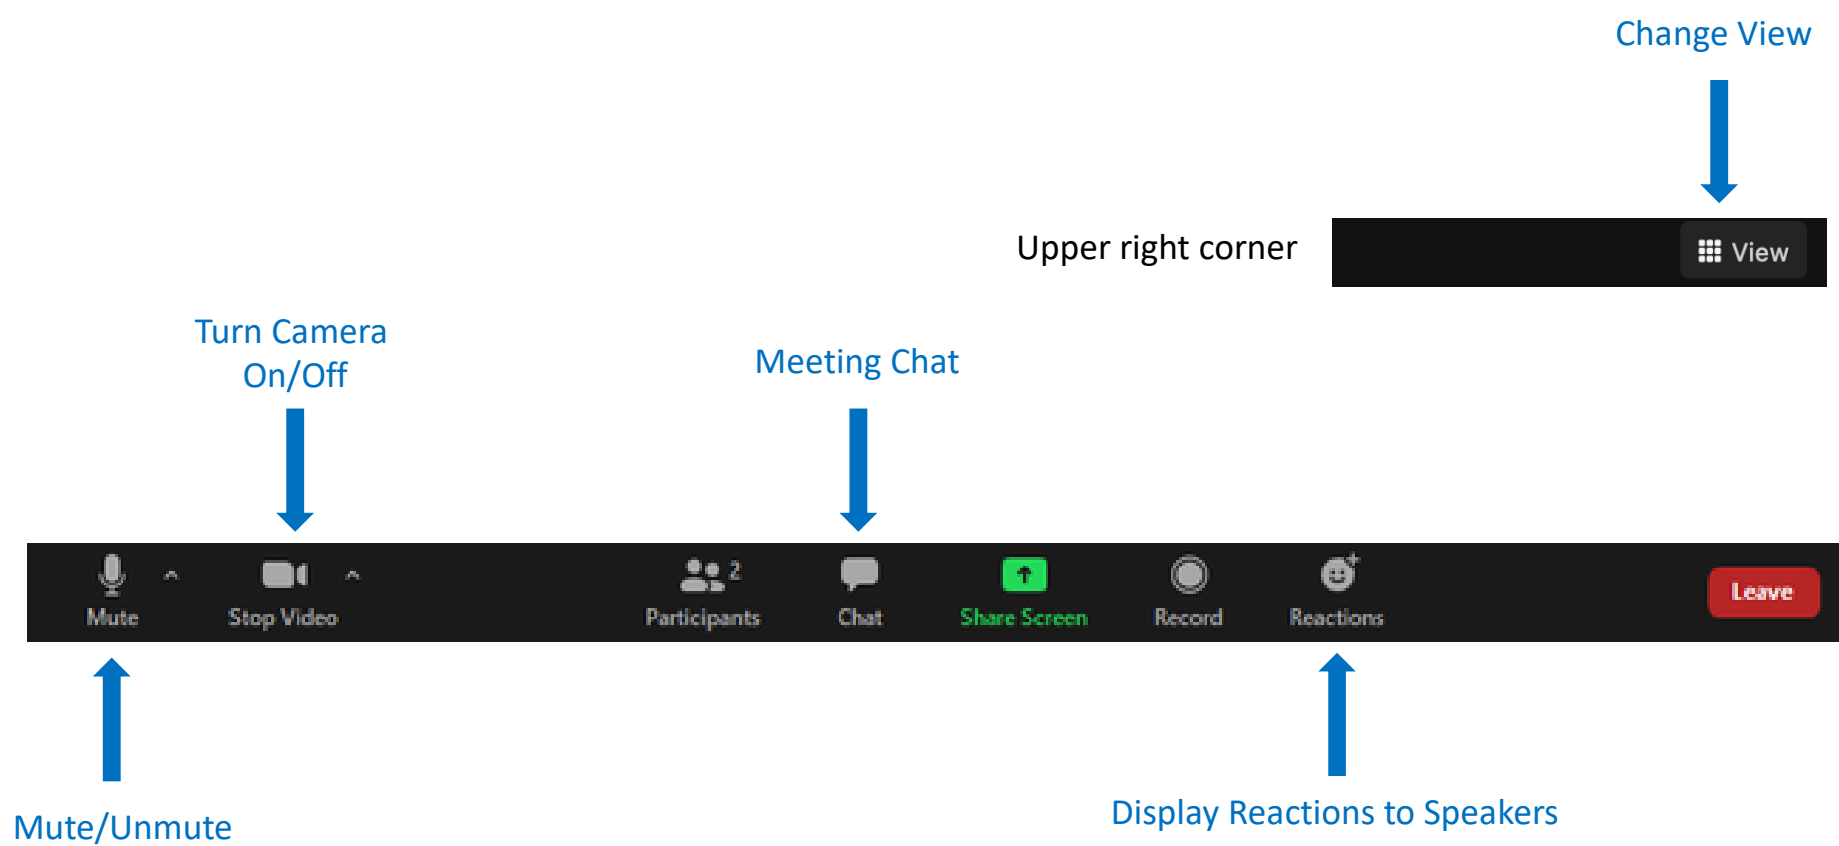 Change View
Upper right corner
View
Turn Camera
On/Off
Meeting Chat
2
Mute
Stop Video
Participants
Chat
Share Screen
Record
Reactions
Leave
Mute/Unmute
Display Reactions to Speakers